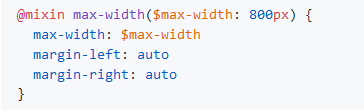 @mixin max-width($max-width: 800px) {
  max-width: $max-width
  margin-left: auto
  margin-right: auto
}